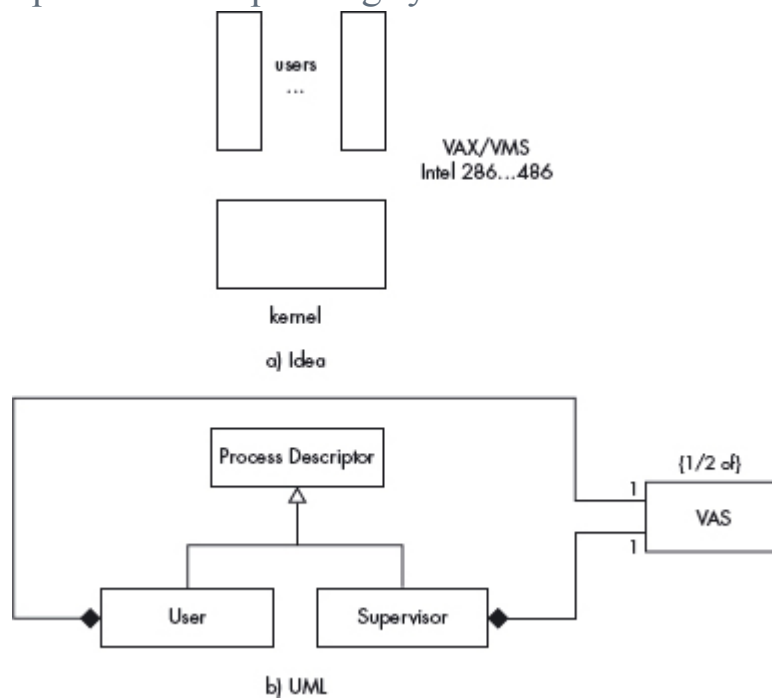 users
...
VAX/VMS
Intel 286...486
kernel
a) Idea
Process Descriptor
{1/2 of}
1
VAS
1
User
Supervisor
b) UML